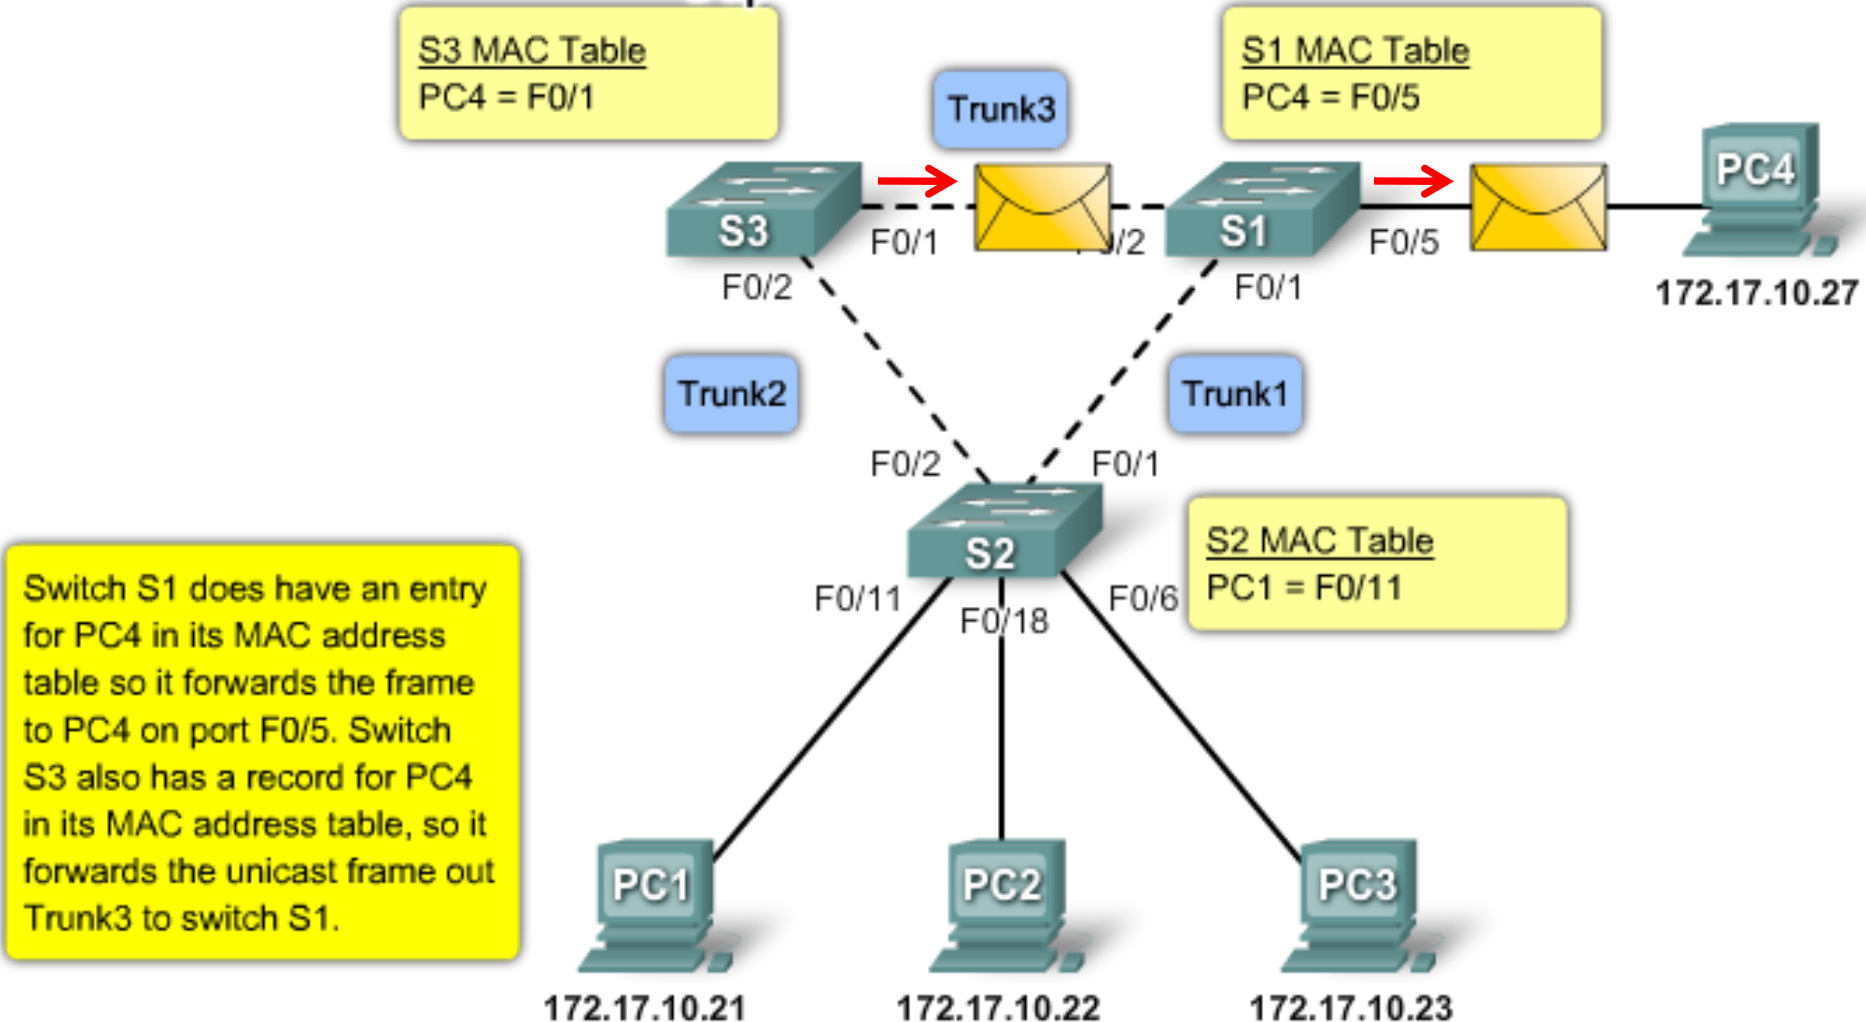 S3 MAC Table
PC4 = F0/1
Trunk3
S1 MAC Table
PC4 = F0/5
PC4
S3
F0/1
S1
F0/5
F0/2
F0/1
172.17.10.27
Trunk2
Trunk1
F0/2
F0/1
S2
S2 MAC Table
PC1 = F0/11
F0/11
F0/18
F0/6
Switch S1 does have an entry
for PC4 in its MAC address
table so it forwards the frame
to PC4 on port F0/5. Switch
S3 also has a record for PC4
in its MAC address table, so it
forwards the unicast frame out
Trunk3 to switch S1.
PC1
PC2
PC3
172.17.10.21
172.17.10.22
172.17.10.23